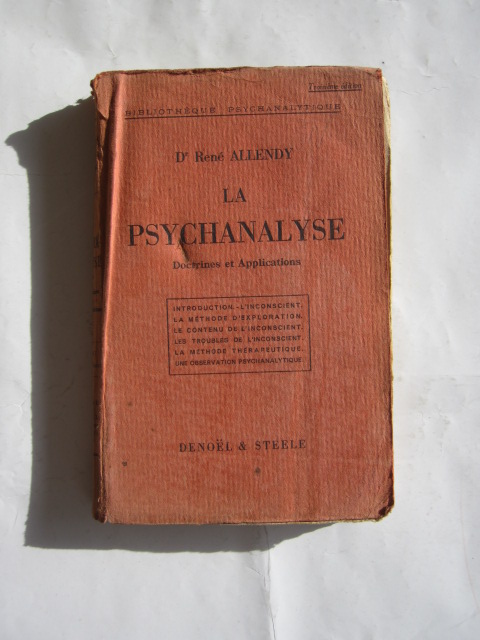 Troisième édition
BIBLIOTHÈQUE PSYCHANALYTIQUE
Dr René ALLENDY
LA
PSYCHANALYSE
Doctrines et Applications
INTRODUCTION.-L'INCONSCIENT.
LA MÉTHODE D'EXPLORATION.
LE CONTENU DE L'INCONSCIENT.
LES TROUBLES DE L'INCONSCIENT.
LA MÉTHODE THÉRAPEUTIQUE.
UNE OBSERVATION PSYCHANALYTIQUE
DENOËL & STEELE